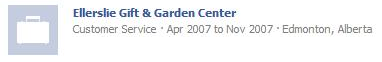 Ellerslie Gift & Garden Center
Customer Service · Apr 2007 to Nov 2007 · Edmonton, Alberta